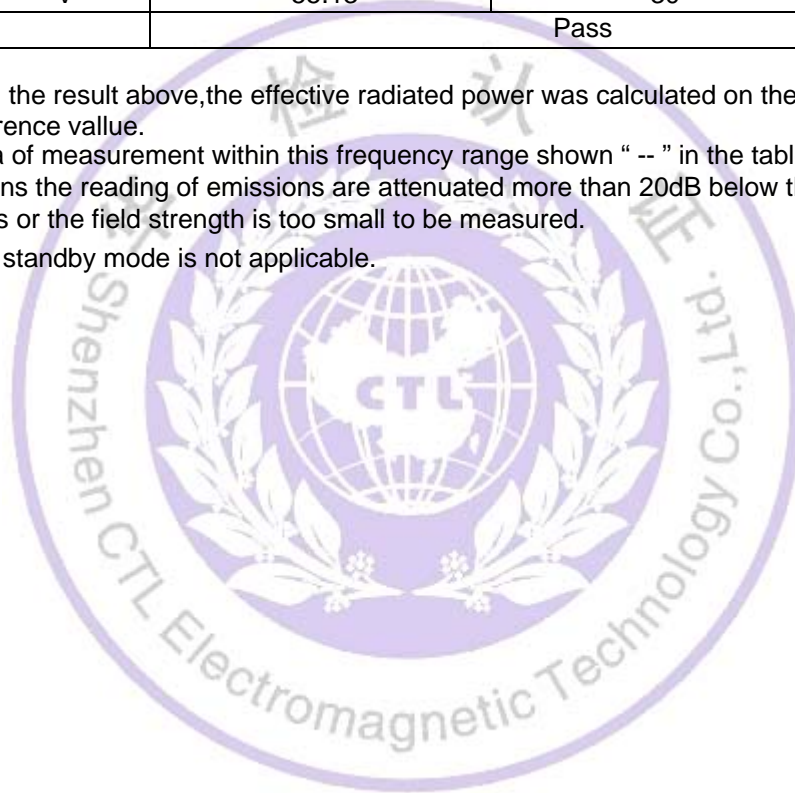 Pass
the result above,the effective radiated power was calculated on the
rence vallue.
of measurement within this frequency range shown “ -- ” in the tabl
ns the reading of emissions are attenuated more than 20dB below t
s or the field strength is too small to be measured.
standby mode is not applicable.
检 认 证
Shenzhen CTL Electromagnetic Technology Co.,Ltd.
CTL